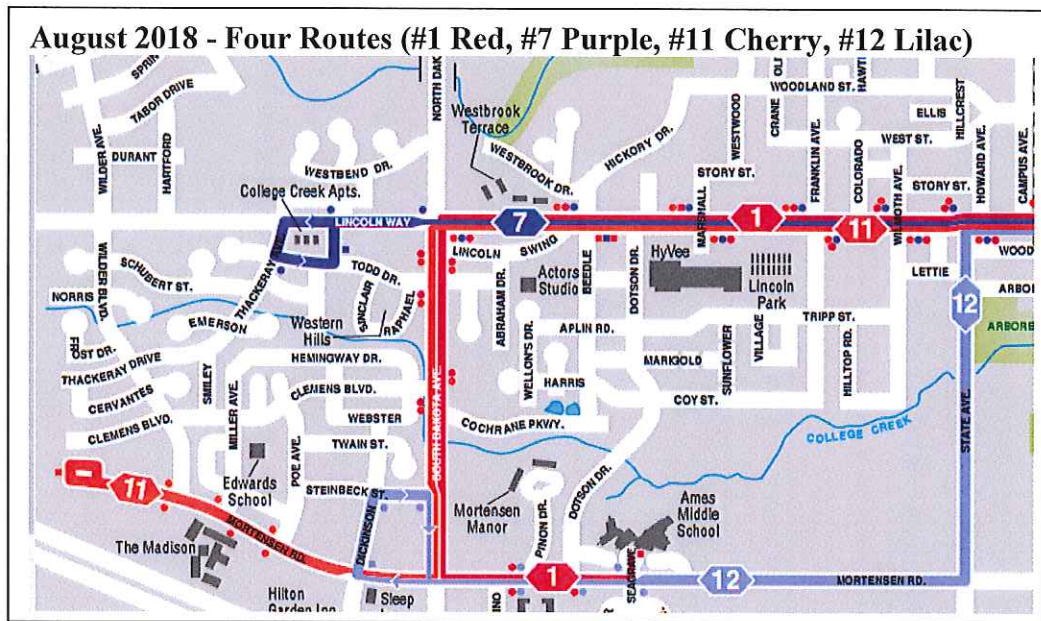 August 2018 - Four Routes (#1 Red, #7 Purple, #11 Cherry, #12 Lilac)
TABOR DRIVE
WILDER AVE.
DURANT
HARTFORD
WESTBEND DR.
College Creek Apts.
LINCOLN WAY
Westbrook
Terrace
WESTBROOK DR.
HICKORY DR.
WOODLAND ST.
WESTWOOD
CRANE
FRANKLIN AVE.
COLORADO
WEST ST.
ELLIS
HILLCREST
HOWARD AVE.
CAMPUS AVE.
STORY ST.
STORY ST.
MARSHALL
WILMOTH AVE.
7
1
11
LINCOLN
SWING
ABRAHAM DR.
Actors
Studio
BEEDLE
DOTSON DR.
HyVee
Lincoln
Park
LETTIE
12
NORRIS
WILDER BLVD.
SCHUBERT ST.
THACKERAY
TODD DR.
SINCLAIR
RAPHAEL
Western
Hills
EMERSON
FROST DR.
THACKERAY DRIVE
SMILEY
HEMINGWAY DR.
CERVANTES
CLEMENS BLVD.
CLEMENS BLVD.
MILLER AVE.
WEBSTER
TWAIN ST.
POE AVE.
Edwards
School
STEINBECK ST.
DICKINSON
SOUTH DAKOTA AVE.
APLIN RD.
WELLON'S DR.
HARRIS
MARIGOLD
SUNFLOWER
VILLAGE
TRIPP ST.
HILLTOP RD.
COY ST.
COCHRANE PKWY.
COLLEGE CREEK
STATE AVE.
Mortensen
Manor
PINON DR.
DOTSON DR.
Ames
Middle
School
11
MORTENSEN RD.
The Madison
1
12
MORTENSEN RD.
Hilton
Garden Inn
Sleep